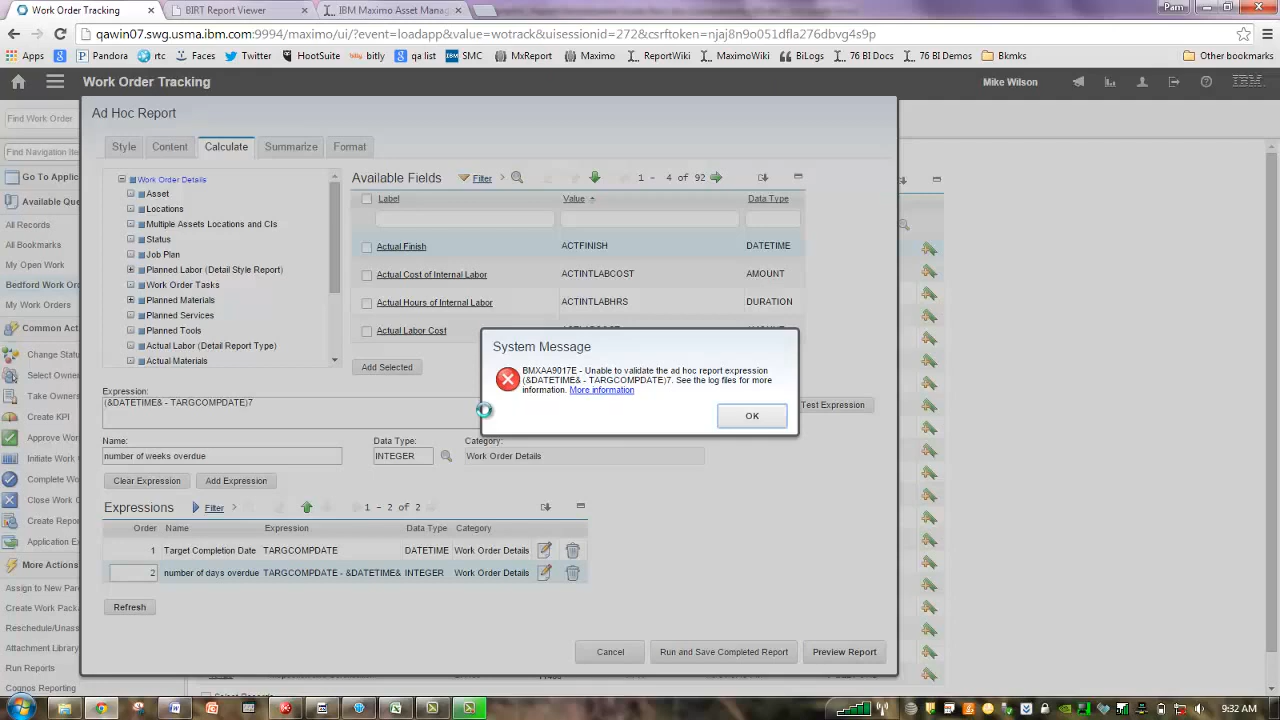 Work Order Tracking
BIRT Report Viewer
IBM Maximo Asset Mana
Pam
qawin07.swg.usma.ibm.com:9994/maximo/ui/?event=loadapp&value=wotrack&uisessionid=272&csrftoken=njaj8n9o051dfla276dbvg4s9p
Apps
Pandora
rtc
Twitter
HootSuite
bitly
qa list
SMC
MxReport
Maximo
ReportWiki
MaximoWiki
BiLogs
76 BI Docs
76 BI Demos
Bkmks
Other bookmarks
Work Order Tracking
Mike Wilson
IBM
Find Work Order
Find Navigation Ite
Go To Applic
Available Que
All Records
All Bookmarks
My Open Work
Bedford Work Ord
My Work Orders
Common Act
Change Statu
Select Owner
Take Owners
Create KPI
Approve Wor
Initiate Work
Complete Wo
Close Work O
Create Repor
Application E
More Actions
Assign to New Pare
Create Work Packa
Reschedule/Unass
Attachment Library
Run Reports
Cognos Reporting
Ad Hoc Report
Style
Content
Calculate
Summarize
Format
Work Order Details
Asset
Locations
Multiple Assets Locations and CIs
Status
Job Plan
Planned Labor (Detail Style Report)
Work Order Tasks
Planned Materials
Planned Services
Planned Tools
Actual Labor (Detail Report Type)
Actual Materials
Available Fields
Filter
1 - 4 of 92
Label
Value
Data Type
Actual Finish ACTFINISH DATETIME
Actual Cost of Internal Labor ACTINTLABCOST AMOUNT
Actual Hours of Internal Labor ACTINTLABHRS DURATION
Actual Labor Cost
Add Selected
System Message
BMXAA9017E - Unable to validate the ad hoc report expression
(&DATETIME& - TARGCOMPDATE)7. See the log files for more
information. More information
OK
Expression:
(&DATETIME& - TARGCOMPDATE)7
Test Expression
Name:
Data Type:
Category:
number of weeks overdue
INTEGER
Work Order Details
Clear Expression
Add Expression
Expressions
Filter
1 - 2 of 2
Order Name Expression Data Type Category
1 Target Completion Date TARGCOMPDATE DATETIME Work Order Details
2 number of days overdue TARGCOMPDATE - &DATETIME& INTEGER Work Order Details
Refresh
Cancel
Run and Save Completed Report
Preview Report
9:32 AM